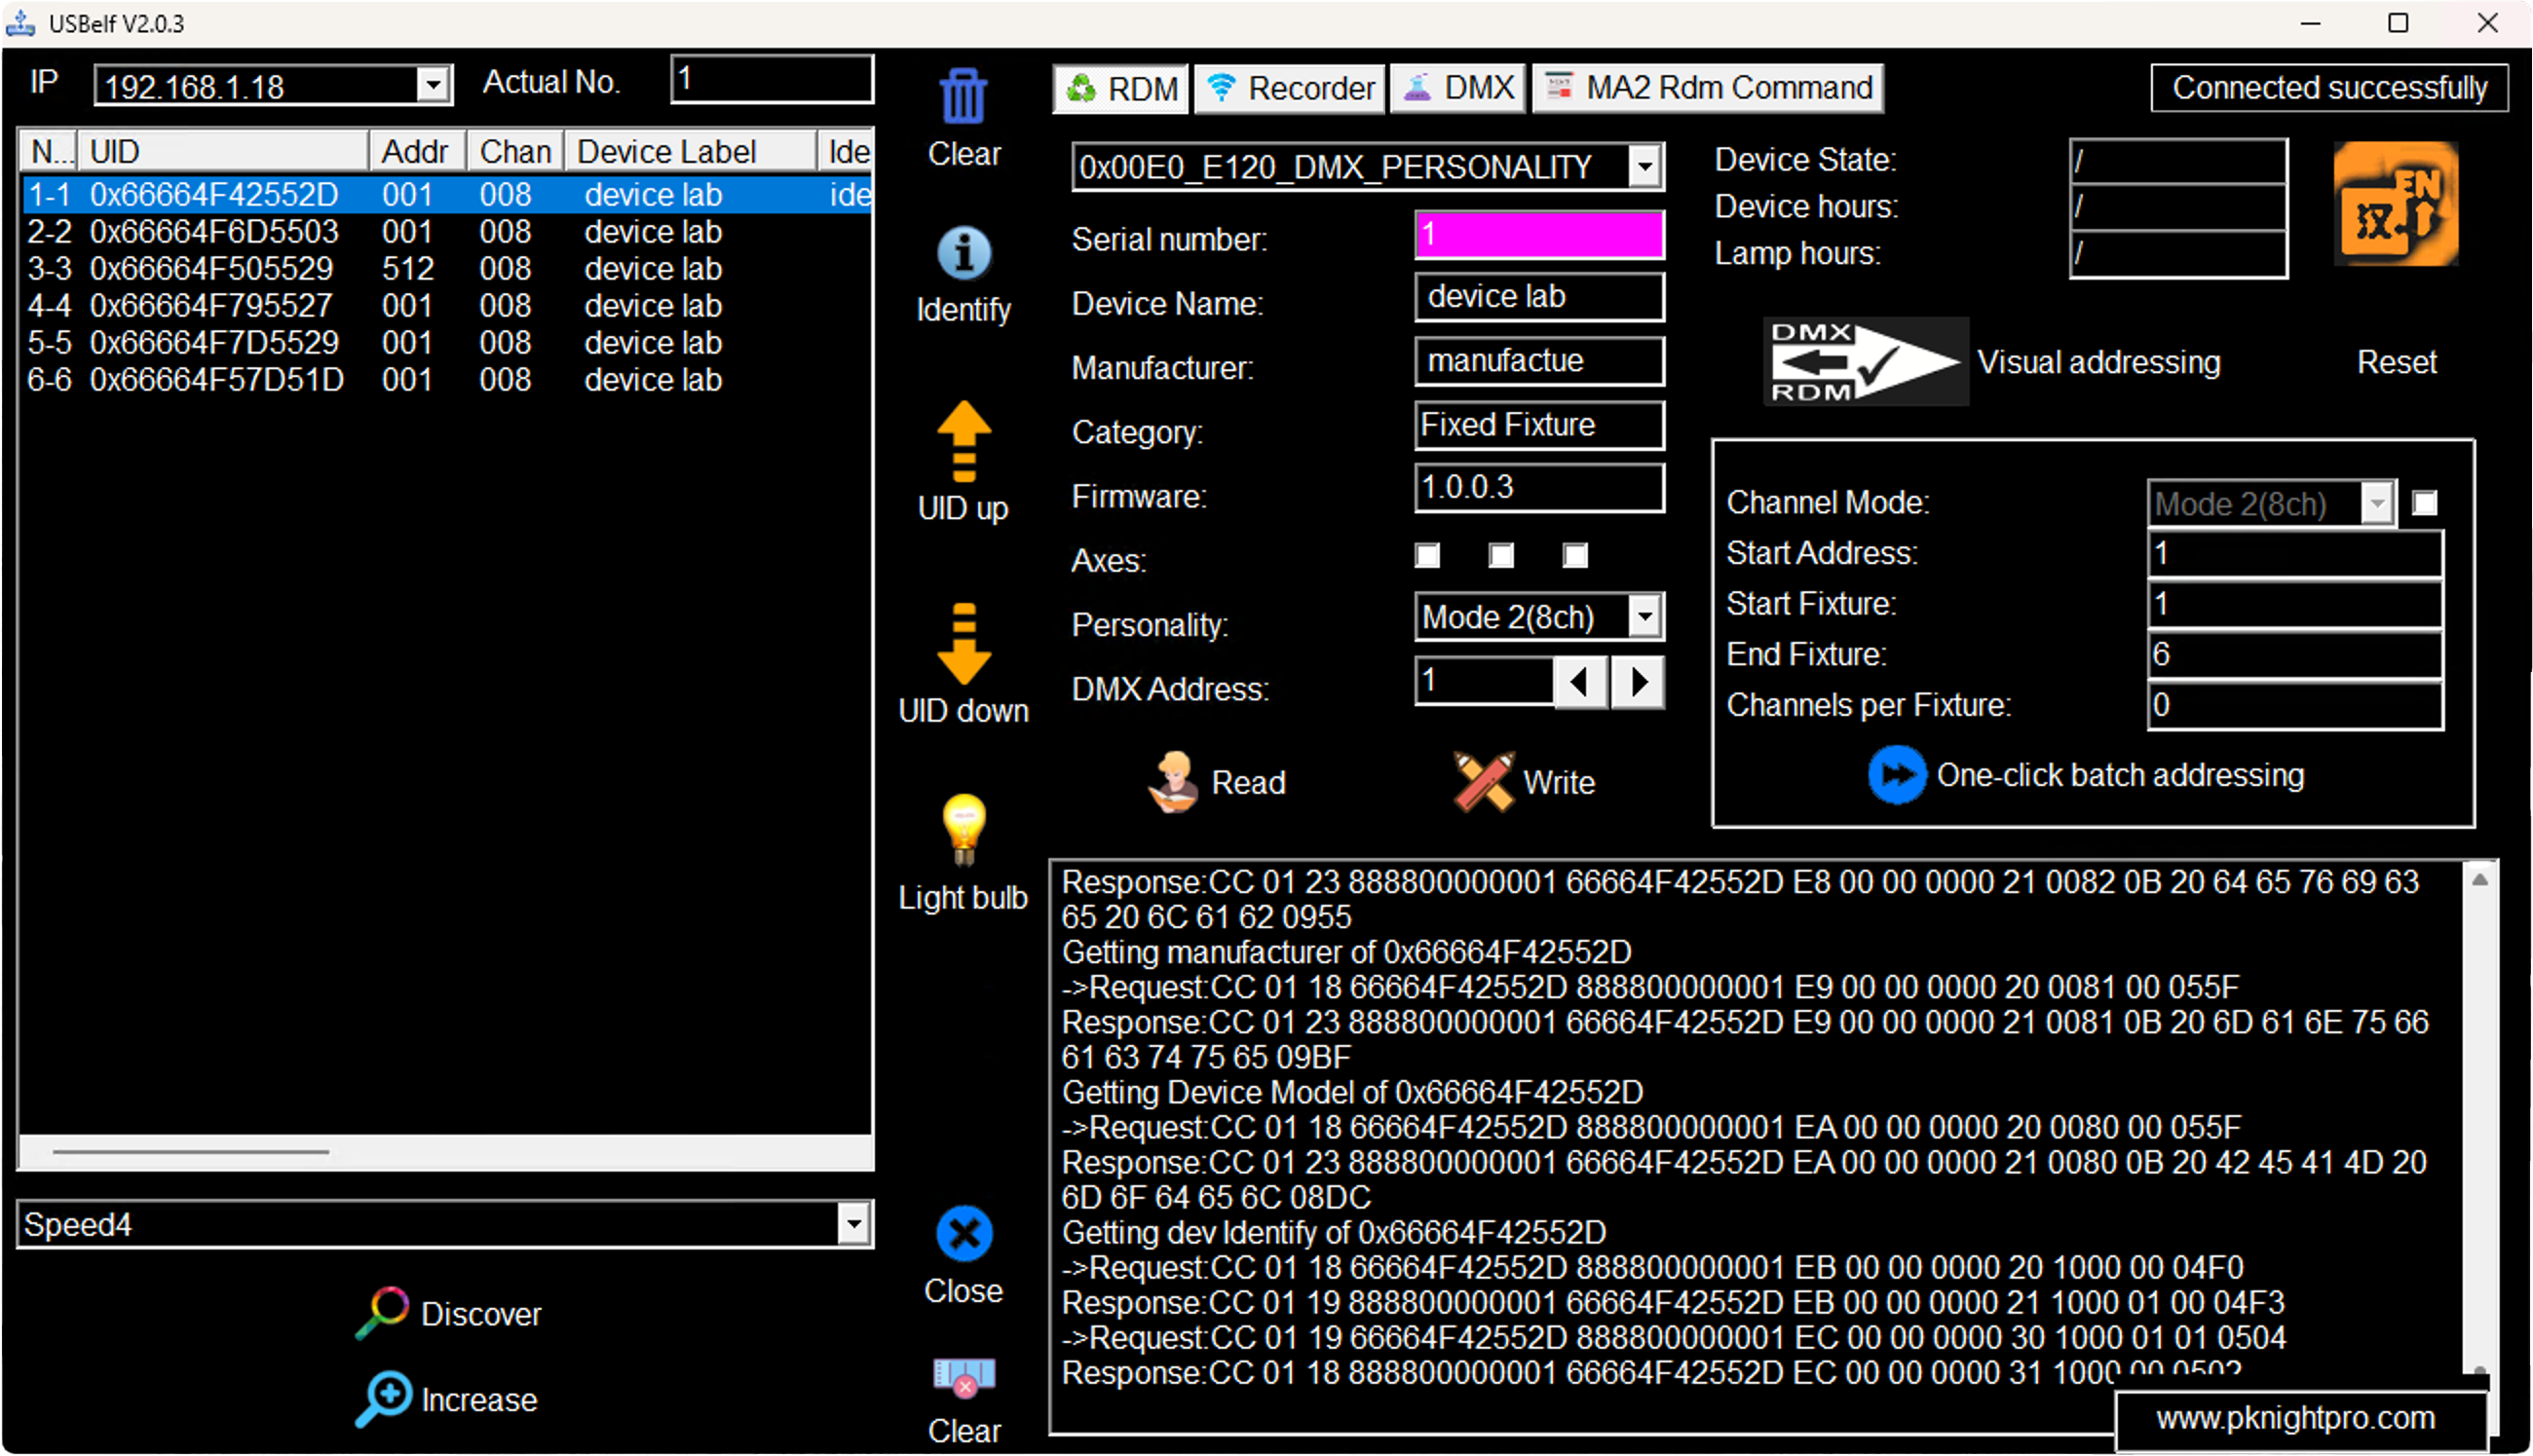 USBelf V2.0.3
IP 192.168.1.18 Actual No. 1
N... UID Addr Chan Device Label Ide
1-1 0x66664F42552D 001 008 device lab ide
2-2 0x66664F6D5503 001 008 device lab
3-3 0x66664F505529 512 008 device lab
4-4 0x66664F795527 001 008 device lab
5-5 0x66664F7D5529 001 008 device lab
6-6 0x66664F57D51D 001 008 device lab
Speed4
Discover
Increase
Clear
Identify
UID up
UID down
Light bulb
Close
Clear
RDM Recorder DMX MA2 Rdm Command
Connected successfully
0x00E0_E120_DMX_PERSONALITY
Serial number: 1
Device Name: device lab
Manufacturer: manufactue
Category: Fixed Fixture
Firmware: 1.0.0.3
Axes:
Personality: Mode 2(8ch)
DMX Address: 1
Read Write
Device State: /
Device hours: /
Lamp hours: /
EN
汉
DMX
RDM
Visual addressing
Reset
Channel Mode: Mode 2(8ch)
Start Address: 1
Start Fixture: 1
End Fixture: 6
Channels per Fixture: 0
One-click batch addressing
Response:CC 01 23 888800000001 66664F42552D E8 00 00 0000 21 0082 0B 20 64 65 76 69 63
65 20 6C 61 62 0955
Getting manufacturer of 0x66664F42552D
->Request:CC 01 18 66664F42552D 888800000001 E9 00 00 0000 20 0081 00 055F
Response:CC 01 23 888800000001 66664F42552D E9 00 00 0000 21 0081 0B 20 6D 61 6E 75 66
61 63 74 75 65 09BF
Getting Device Model of 0x66664F42552D
->Request:CC 01 18 66664F42552D 888800000001 EA 00 00 0000 20 0080 00 055F
Response:CC 01 23 888800000001 66664F42552D EA 00 00 0000 21 0080 0B 20 42 45 41 4D 20
6D 6F 64 65 6C 08DC
Getting dev Identify of 0x66664F42552D
->Request:CC 01 18 66664F42552D 888800000001 EB 00 00 0000 20 1000 00 04F0
Response:CC 01 19 888800000001 66664F42552D EB 00 00 0000 21 1000 01 00 04F3
->Request:CC 01 19 66664F42552D 888800000001 EC 00 00 0000 30 1000 01 01 0504
Response:CC 01 18 888800000001 66664F42552D EC 00 00 0000 31 1000 00 0502
www.pknightpro.com